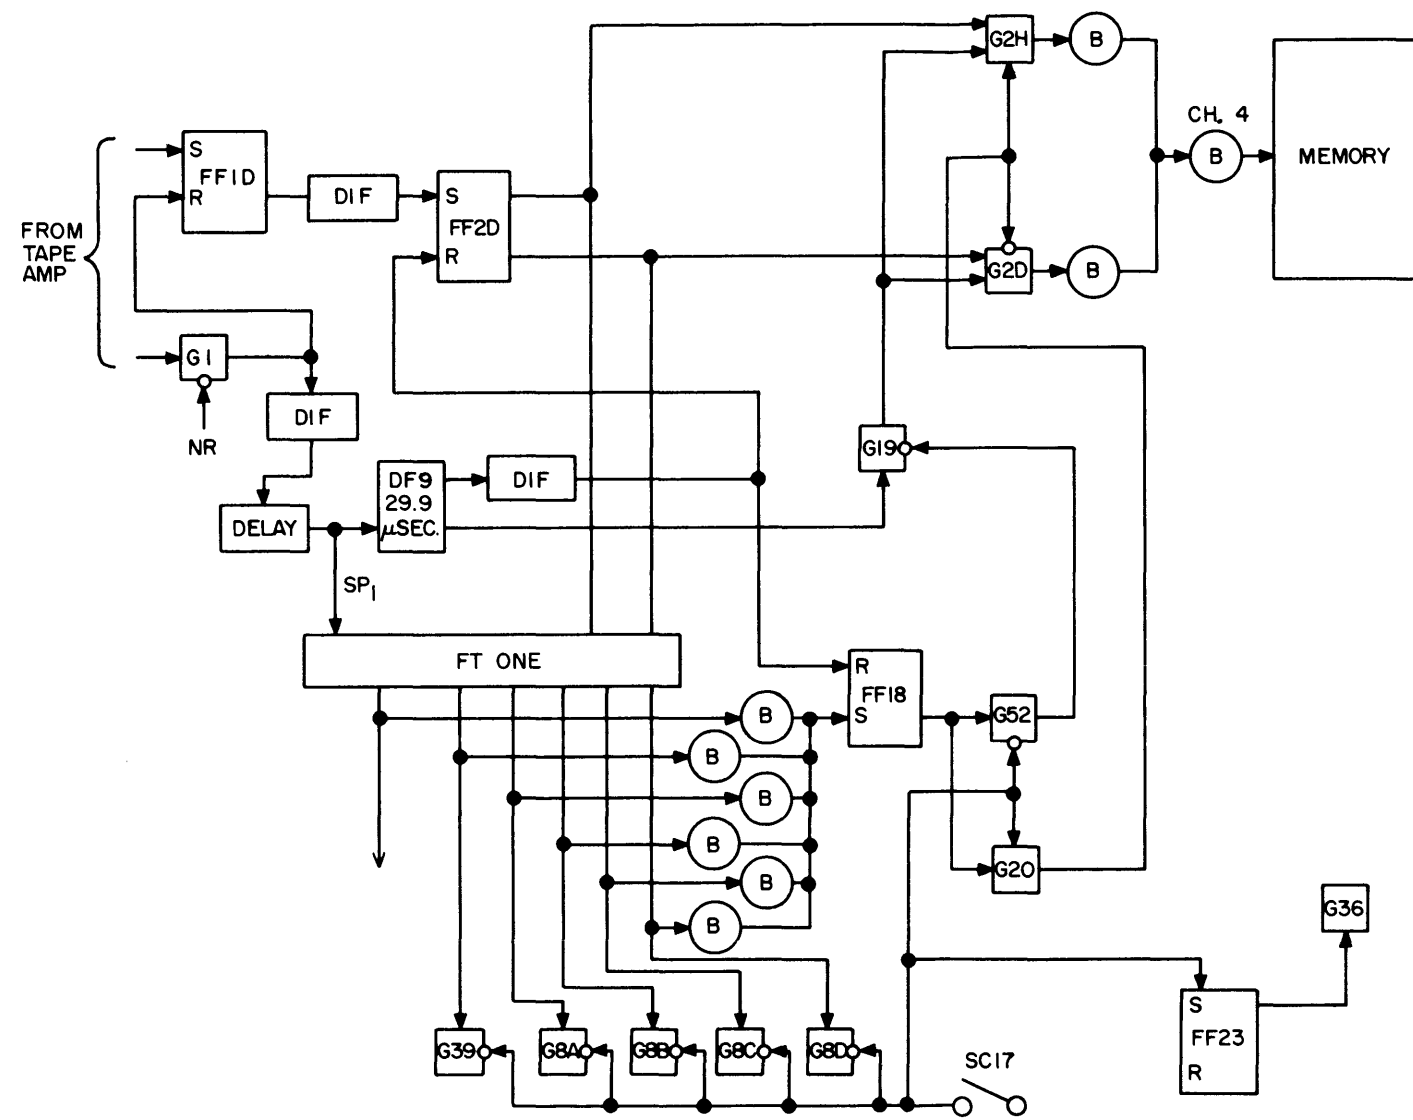 G2H
B
CH. 4
B
MEMORY
S
FF1D
R
DIF
S
FF2D
R
FROM
TAPE
AMP
G2D
B
G1
NR
DIF
DELAY
DF9
29.9
μSEC.
DIF
G19
SP1
FT ONE
R
FF18
S
G52
B
B
B
B
B
B
G20
G36
S
FF23
R
G39
G8A
G8B
G8C
G8D
SC17